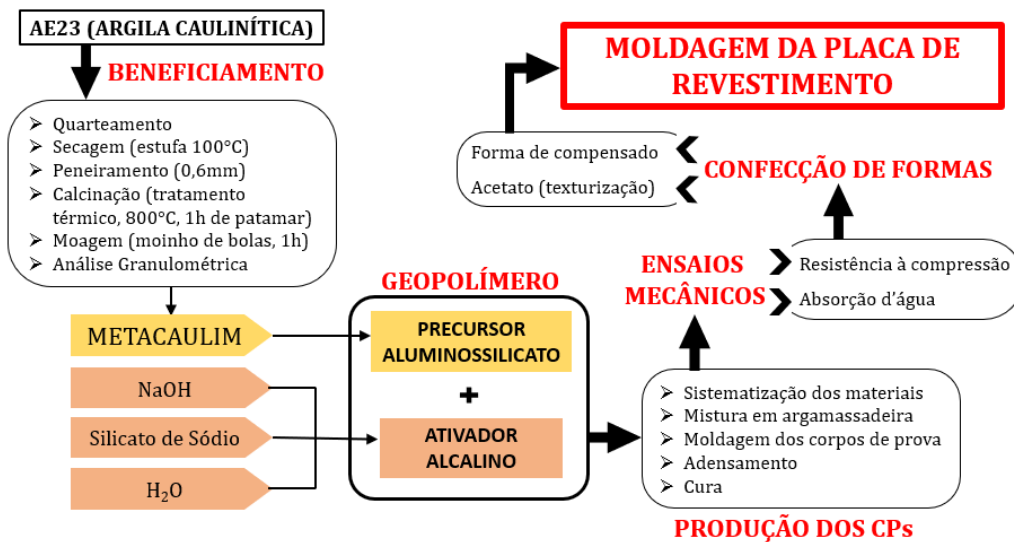 AE23 (ARGILA CAULINÍTICA)
BENEFICIAMENTO
➢ Quarteamento
➢ Secagem (estufa 100°C)
➢ Peneiramento (0,6mm)
➢ Calcinação (tratamento
térmico, 800°C, 1h de patamar)
➢ Moagem (moinho de bolas, 1h)
➢ Análise Granulométrica
METACAULIM
NaOH
Silicato de Sódio
H₂O
GEOPOLÍMERO
PRECURSOR
ALUMINOSSILICATO
+
ATIVADOR
ALCALINO
➢ Sistematização dos materiais
➢ Mistura em argamassadeira
➢ Moldagem dos corpos de prova
➢ Adensamento
➢ Cura
PRODUÇÃO DOS CPs
ENSAIOS
MECÂNICOS
Resistência à compressão
Absorção d’água
CONFECÇÃO DE FORMAS
Forma de compensado
Acetato (texturização)
MOLDAGEM DA PLACA DE
REVESTIMENTO